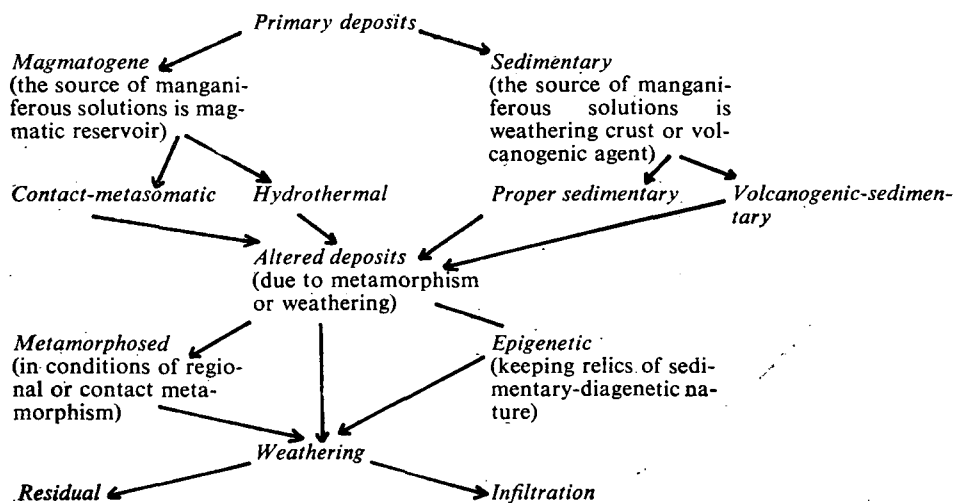 Primary deposits
Magmatogene
(the source of mangani-
ferous solutions is mag-
matic reservoir)
Sedimentary
(the source of mangani-
ferous solutions is
weathering crust or vol-
canogenic agent)
Contact-metasomatic
Hydrothermal
Proper sedimentary
Volcanogenic-sedimen-
tary
Altered deposits
(due to metamorphism
or weathering)
Metamorphosed
(in conditions of regio-
nal or contact meta-
morphism)
Epigenetic
(keeping relics of sedi-
mentary-diagenetic na-
ture)
Weathering
Residual
Infiltration